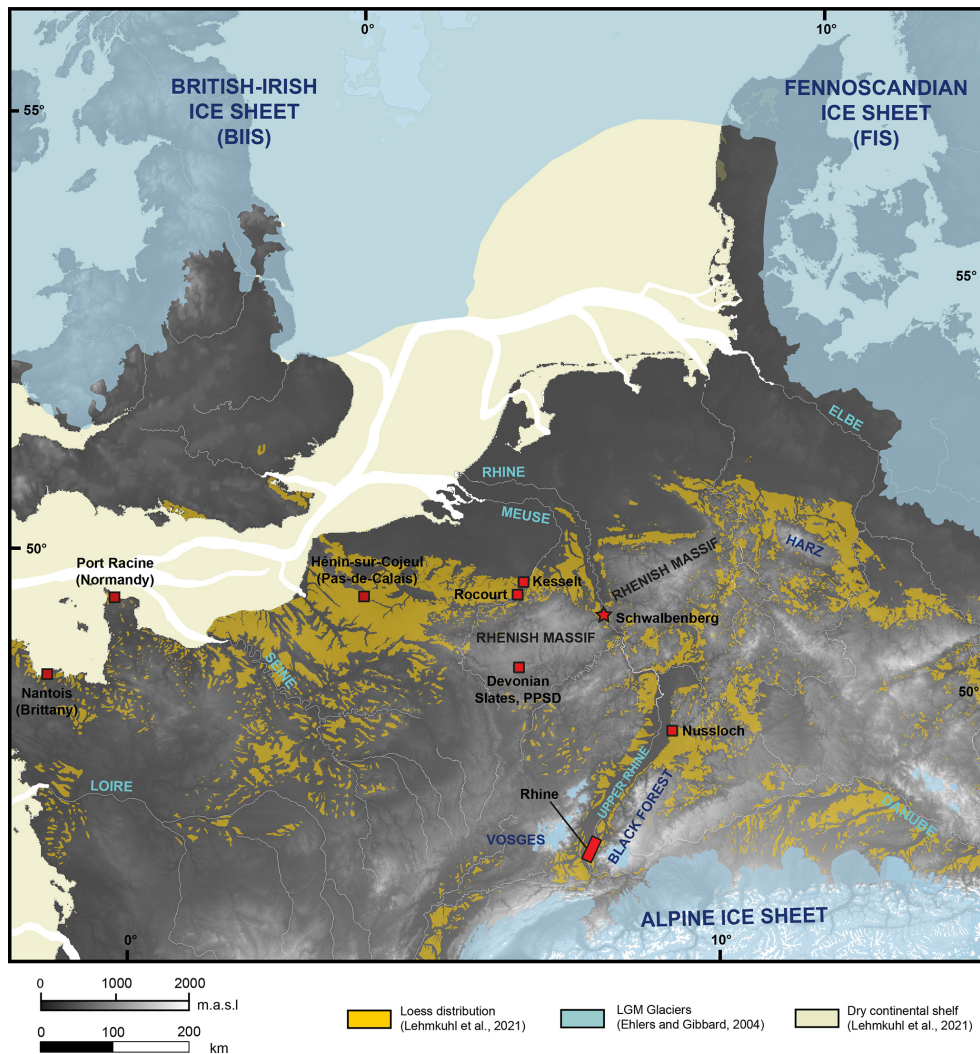 0°
10°
BRITISH-IRISH
ICE SHEET
(BIIS)
FENNOSCANDIAN
ICE SHEET
(FIS)
55°
55°
ELBE
RHINE
MEUSE
HARZ
50°
Port Racine
(Normandy)
Hénin-sur-Cojeul
(Pas-de-Calais)
Kesselt
Rocourt
RHENISH MASSIF
Schwalbenberg
RHENISH MASSIF
SEINE
Devonian
Slates, PPSD
Nantois
(Brittany)
50°
Nussloch
LOIRE
UPPER RHINE
Rhine
BLACK FOREST
VOSGES
DANUBE
ALPINE ICE SHEET
0°
10°
0 1000 2000
m.a.s.l
0 100 200
km
Loess distribution
(Lehmkuhl et al., 2021)
LGM Glaciers
(Ehlers and Gibbard, 2004)
Dry continental shelf
(Lehmkuhl et al., 2021)